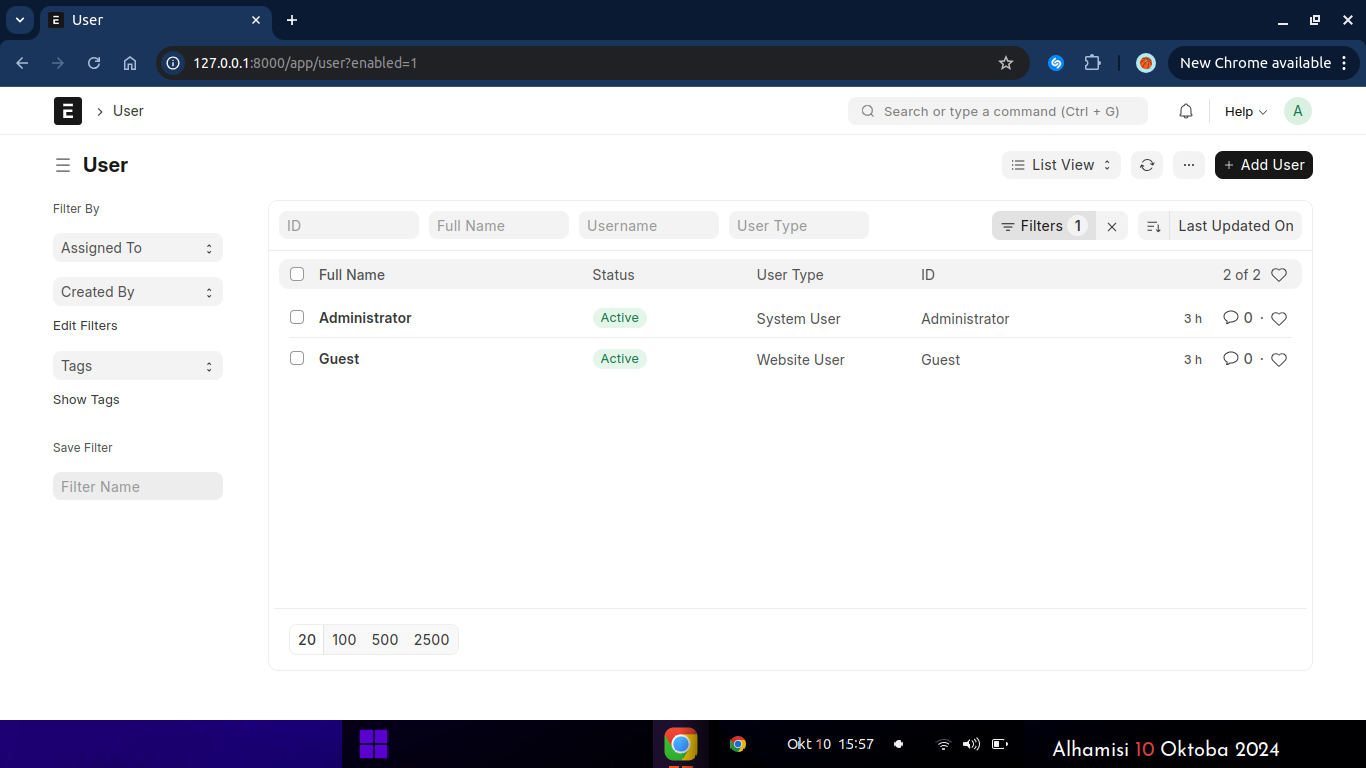 User
127.0.0.1:8000/app/user?enabled=1
New Chrome available
User
Search or type a command (Ctrl + G)
Help
A
User
List View
Add User
Filter By
Assigned To
Created By
Edit Filters
Tags
Show Tags
Save Filter
Filter Name
ID
Full Name
Username
User Type
Filters 1
Last Updated On
Full Name Status User Type ID 2 of 2
Administrator Active System User Administrator 3 h 0 ·
Guest Active Website User Guest 3 h 0 ·
20 100 500 2500
Okt 10 15:57
Alhamisi 10 Oktoba 2024